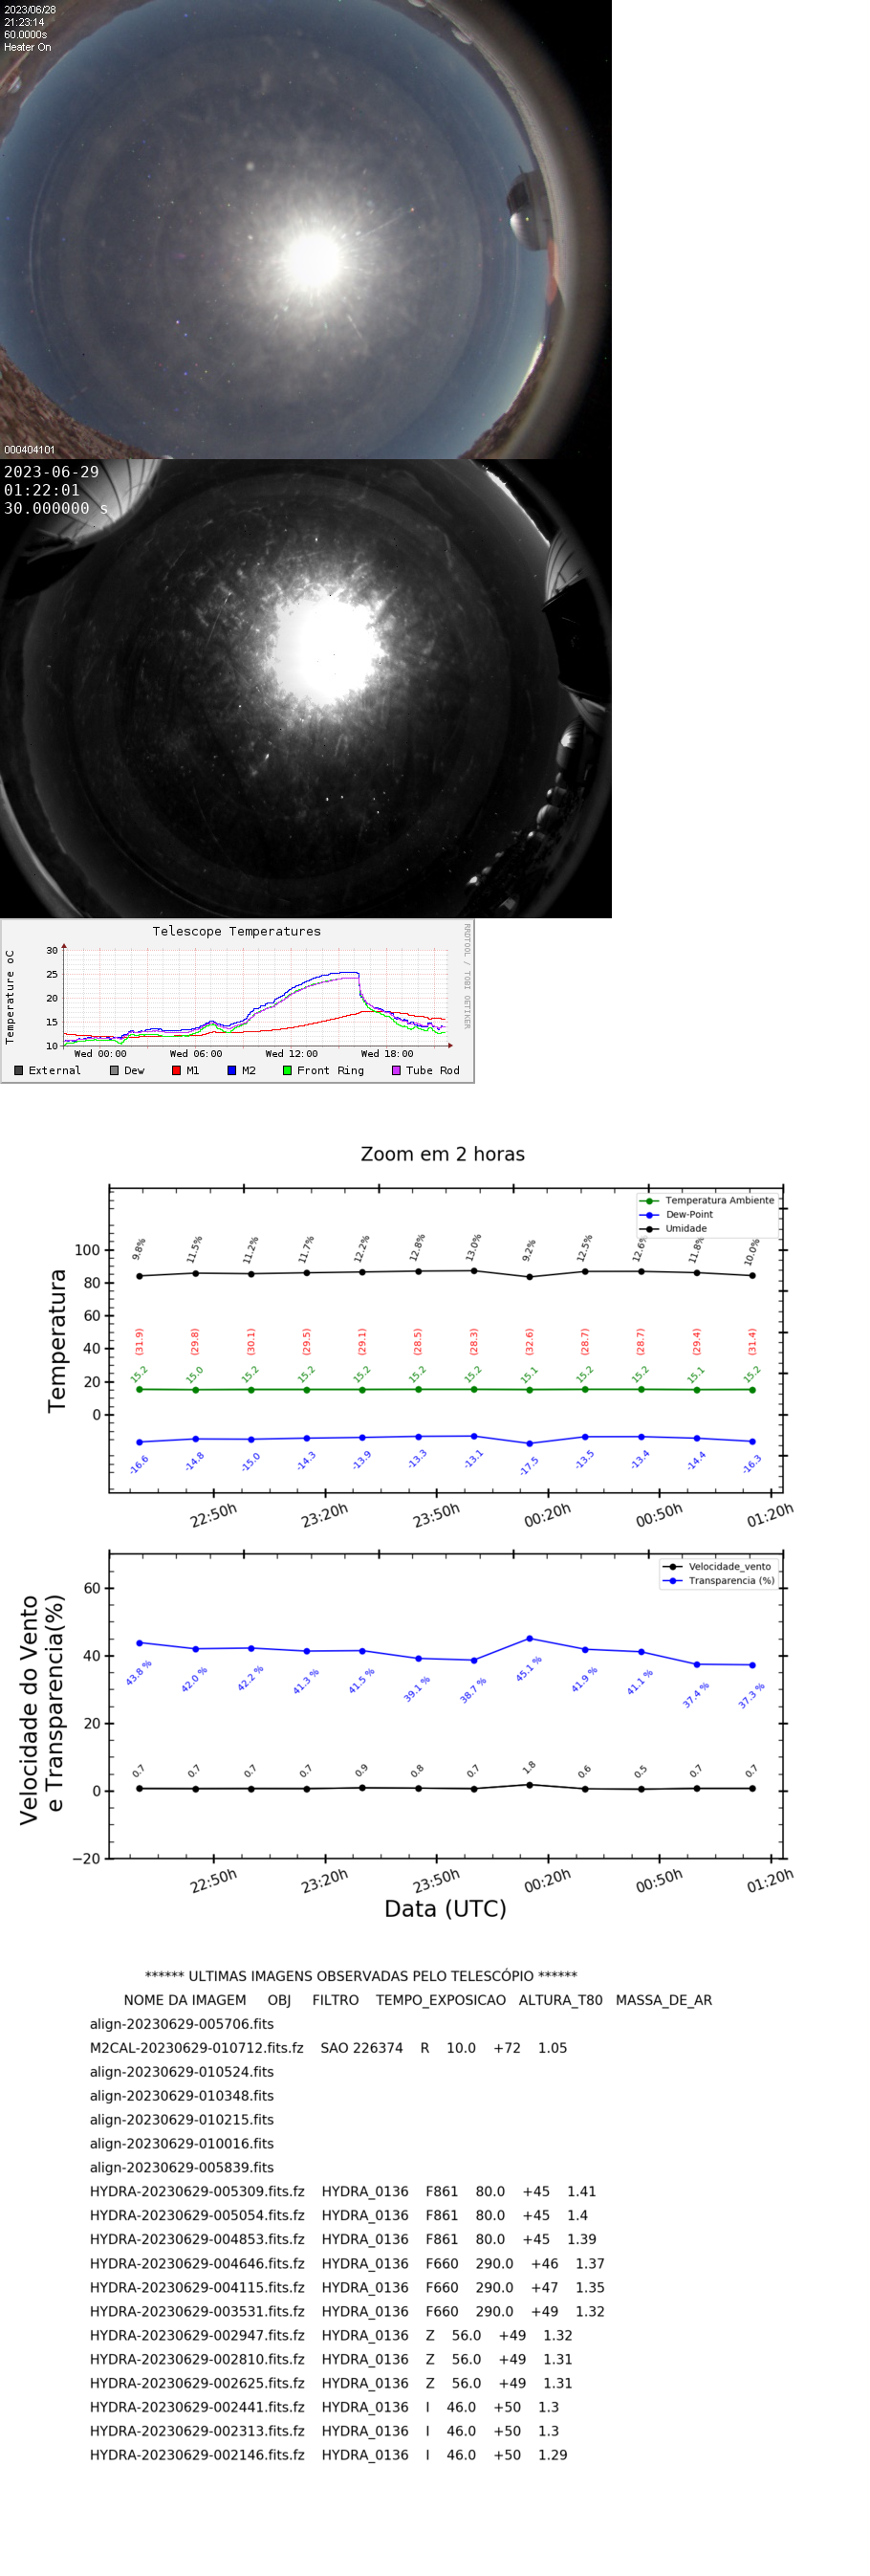 2023/06/28
21:23:14
60.0000s
Heater On
000404101
2023-06-29
01:22:01
30.000000 s
Telescope Temperatures
RRDTOOL / TOBI OETIKER
Temperature oC
30
25
20
15
10
Wed 00:00 Wed 06:00 Wed 12:00 Wed 18:00
External Dew M1 M2 Front Ring Tube Rod
Zoom em 2 horas
Temperatura Ambiente
Dew-Point
Umidade
Temperatura
100
80
60
40
20
0
9.8% 11.5% 11.2% 11.7% 12.2% 12.8% 13.0% 9.2% 12.5% 12.6% 11.8% 10.0%
(31.9) (29.8) (30.1) (29.5) (29.1) (28.5) (28.3) (32.6) (28.7) (28.7) (29.4) (31.4)
15.2 15.0 15.2 15.2 15.2 15.2 15.2 15.1 15.2 15.2 15.1 15.2
-16.6 -14.8 -15.0 -14.3 -13.9 -13.3 -13.1 -17.5 -13.5 -13.4 -14.4 -16.3
22:50h 23:20h 23:50h 00:20h 00:50h 01:20h
Velocidade_vento
Transparencia (%)
Velocidade do Vento
e Transparencia(%)
60
40
20
0
−20
43.8 % 42.0 % 42.2 % 41.3 % 41.5 % 39.1 % 38.7 % 45.1 % 41.9 % 41.1 % 37.4 % 37.3 %
0.7 0.7 0.7 0.7 0.9 0.8 0.7 1.8 0.6 0.5 0.7 0.7
22:50h 23:20h 23:50h 00:20h 00:50h 01:20h
Data (UTC)
****** ULTIMAS IMAGENS OBSERVADAS PELO TELESCÓPIO ******
NOME DA IMAGEM OBJ FILTRO TEMPO_EXPOSICAO ALTURA_T80 MASSA_DE_AR
align-20230629-005706.fits
M2CAL-20230629-010712.fits.fz SAO 226374 R 10.0 +72 1.05
align-20230629-010524.fits
align-20230629-010348.fits
align-20230629-010215.fits
align-20230629-010016.fits
align-20230629-005839.fits
HYDRA-20230629-005309.fits.fz HYDRA_0136 F861 80.0 +45 1.41
HYDRA-20230629-005054.fits.fz HYDRA_0136 F861 80.0 +45 1.4
HYDRA-20230629-004853.fits.fz HYDRA_0136 F861 80.0 +45 1.39
HYDRA-20230629-004646.fits.fz HYDRA_0136 F660 290.0 +46 1.37
HYDRA-20230629-004115.fits.fz HYDRA_0136 F660 290.0 +47 1.35
HYDRA-20230629-003531.fits.fz HYDRA_0136 F660 290.0 +49 1.32
HYDRA-20230629-002947.fits.fz HYDRA_0136 Z 56.0 +49 1.32
HYDRA-20230629-002810.fits.fz HYDRA_0136 Z 56.0 +49 1.31
HYDRA-20230629-002625.fits.fz HYDRA_0136 Z 56.0 +49 1.31
HYDRA-20230629-002441.fits.fz HYDRA_0136 I 46.0 +50 1.3
HYDRA-20230629-002313.fits.fz HYDRA_0136 I 46.0 +50 1.3
HYDRA-20230629-002146.fits.fz HYDRA_0136 I 46.0 +50 1.29